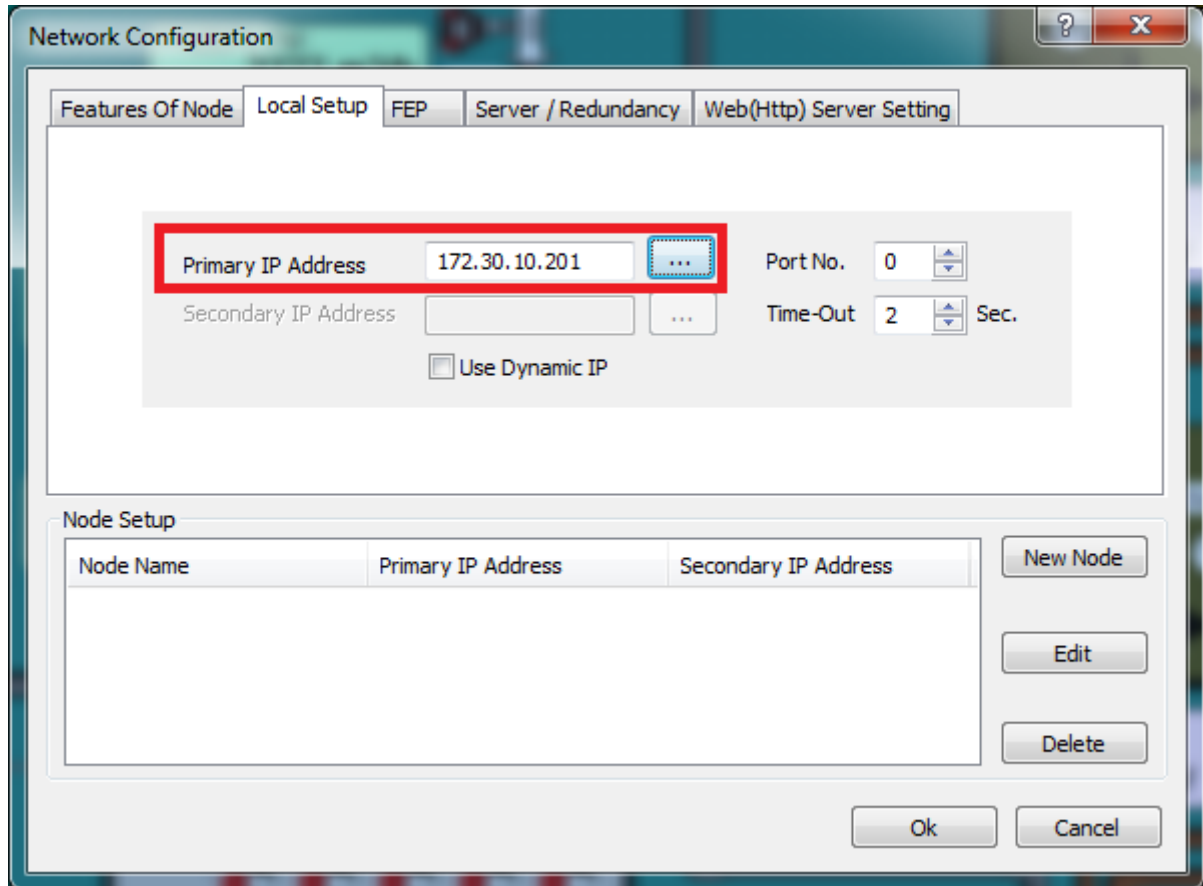 Network Configuration
Features Of Node Local Setup FEP Server / Redundancy Web(Http) Server Setting
Primary IP Address 172.30.10.201 ... Port No. 0
Secondary IP Address ... Time-Out 2 Sec.
Use Dynamic IP
Node Setup
Node Name Primary IP Address Secondary IP Address
New Node
Edit
Delete
Ok Cancel